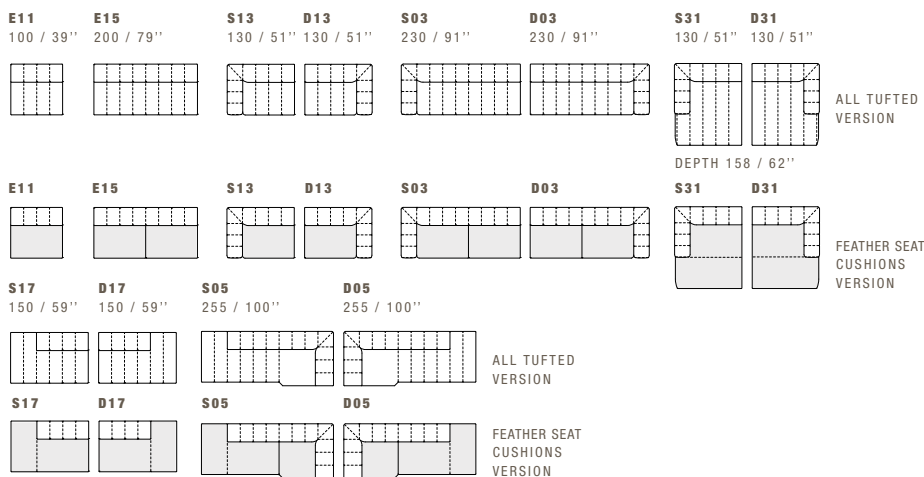 E11 E15 S13 D13 S03 D03 S31 D31
100 / 39'' 200 / 79'' 130 / 51'' 130 / 51'' 230 / 91'' 230 / 91'' 130 / 51'' 130 / 51''
ALL TUFTED
VERSION
DEPTH 158 / 62''
E11 E15 S13 D13 S03 D03 S31 D31
FEATHER SEAT
CUSHIONS
VERSION
S17 D17 S05 D05
150 / 59'' 150 / 59'' 255 / 100'' 255 / 100''
ALL TUFTED
VERSION
S17 D17 S05 D05
FEATHER SEAT
CUSHIONS
VERSION